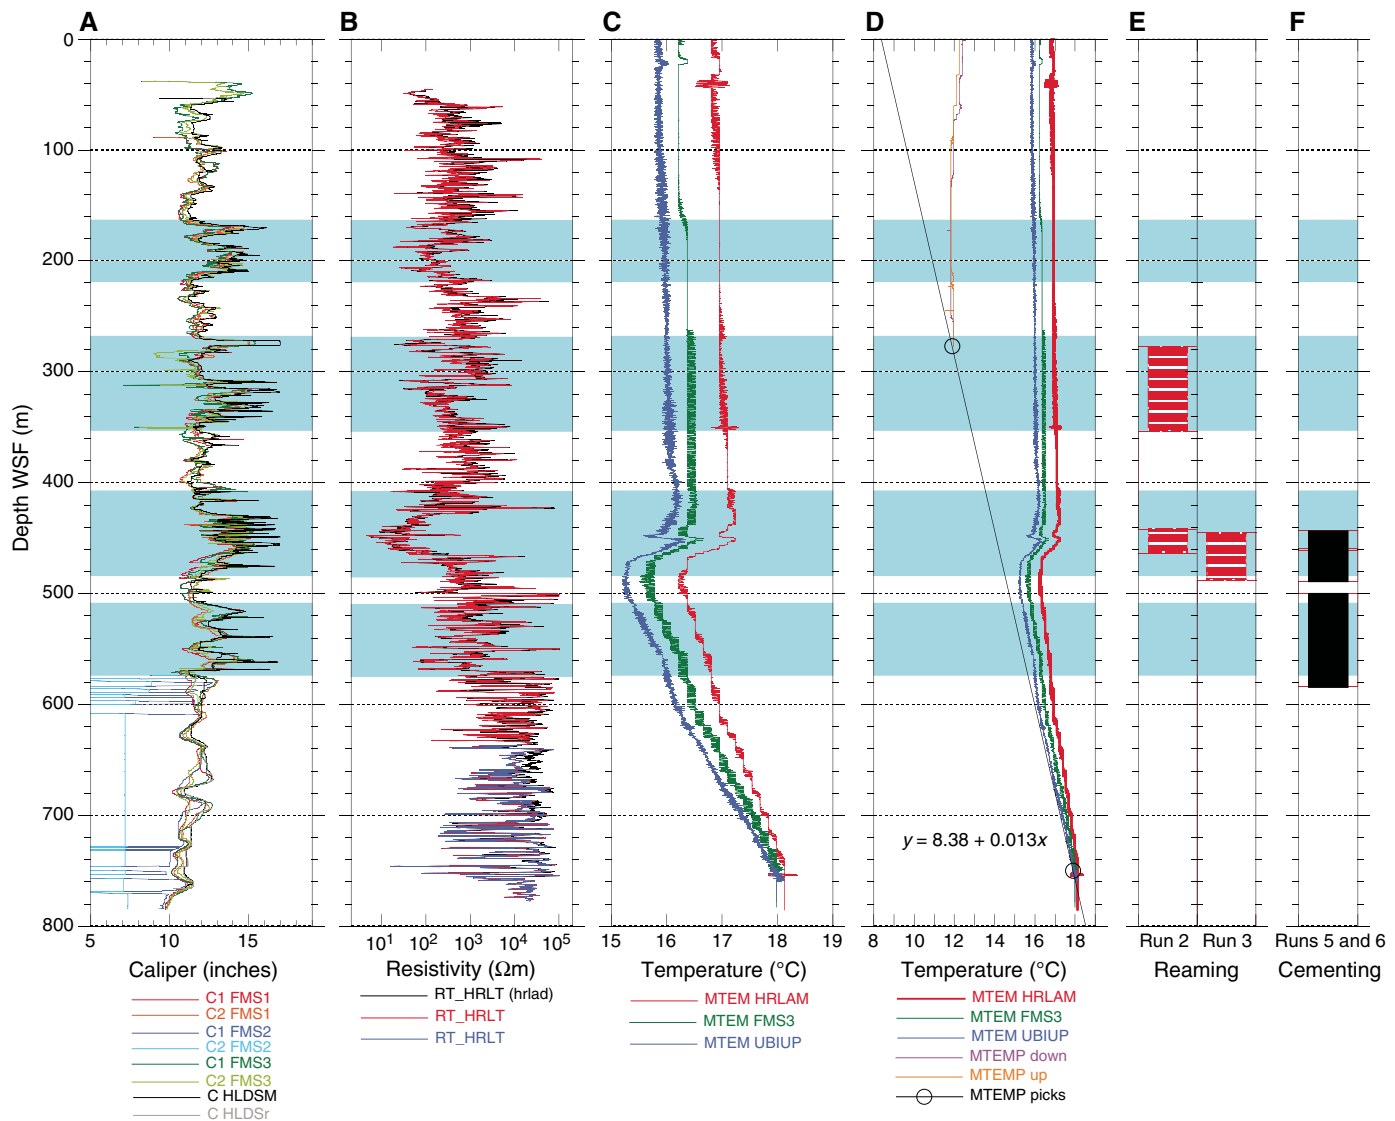 A B C D E F
Depth WSF (m)
0
100
200
300
400
500
600
700
800
5 10 15
10¹ 10² 10³ 10⁴ 10⁵
15 16 17 18 19
8 10 12 14 16 18
y = 8.38 + 0.013x
Run 2 Run 3
Runs 5 and 6
Caliper (inches)
Resistivity (Ωm)
Temperature (°C)
Temperature (°C)
Reaming
Cementing
C1 FMS1
C2 FMS1
C1 FMS2
C2 FMS2
C1 FMS3
C2 FMS3
C HLDSM
C HLDSr
RT_HRLT (hrlad)
RT_HRLT
RT_HRLT
MTEM HRLAM
MTEM FMS3
MTEM UBIUP
MTEM HRLAM
MTEM FMS3
MTEM UBIUP
MTEMP down
MTEMP up
MTEMP picks